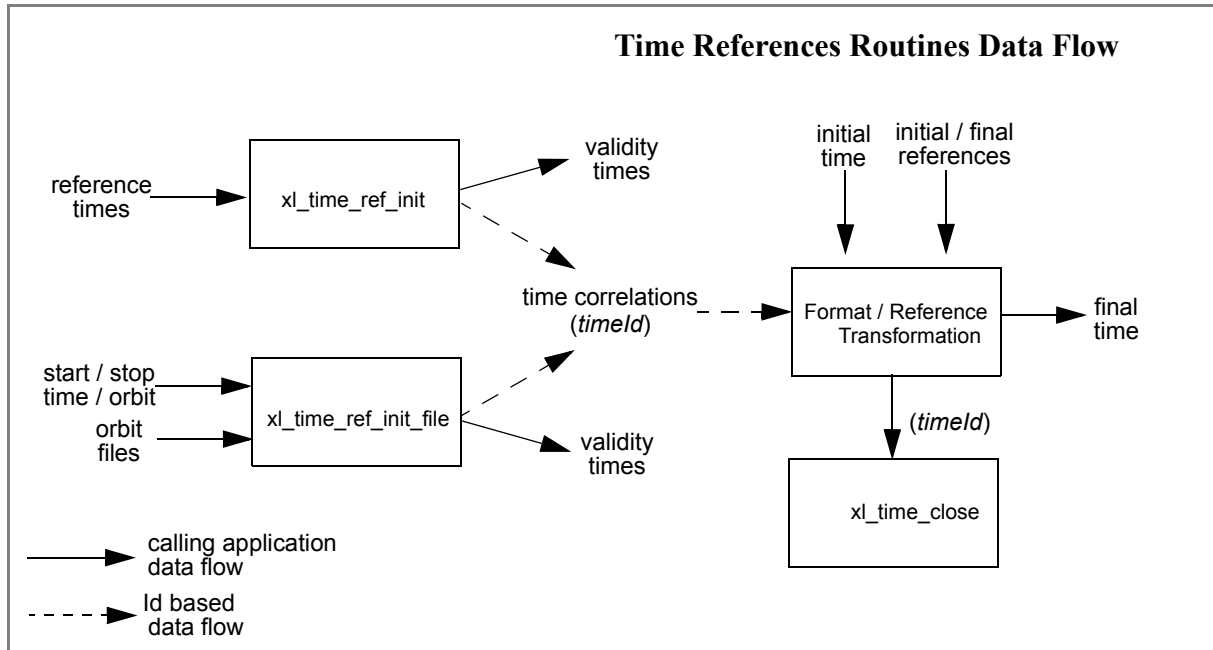 Time References Routines Data Flow
reference
times
xl_time_ref_init
validity
times
initial
time
initial / final
references
time correlations
(timeId)
Format / Reference
Transformation
final
time
start / stop
time / orbit
orbit
files
xl_time_ref_init_file
validity
times
(timeId)
xl_time_close
calling application
data flow
Id based
data flow